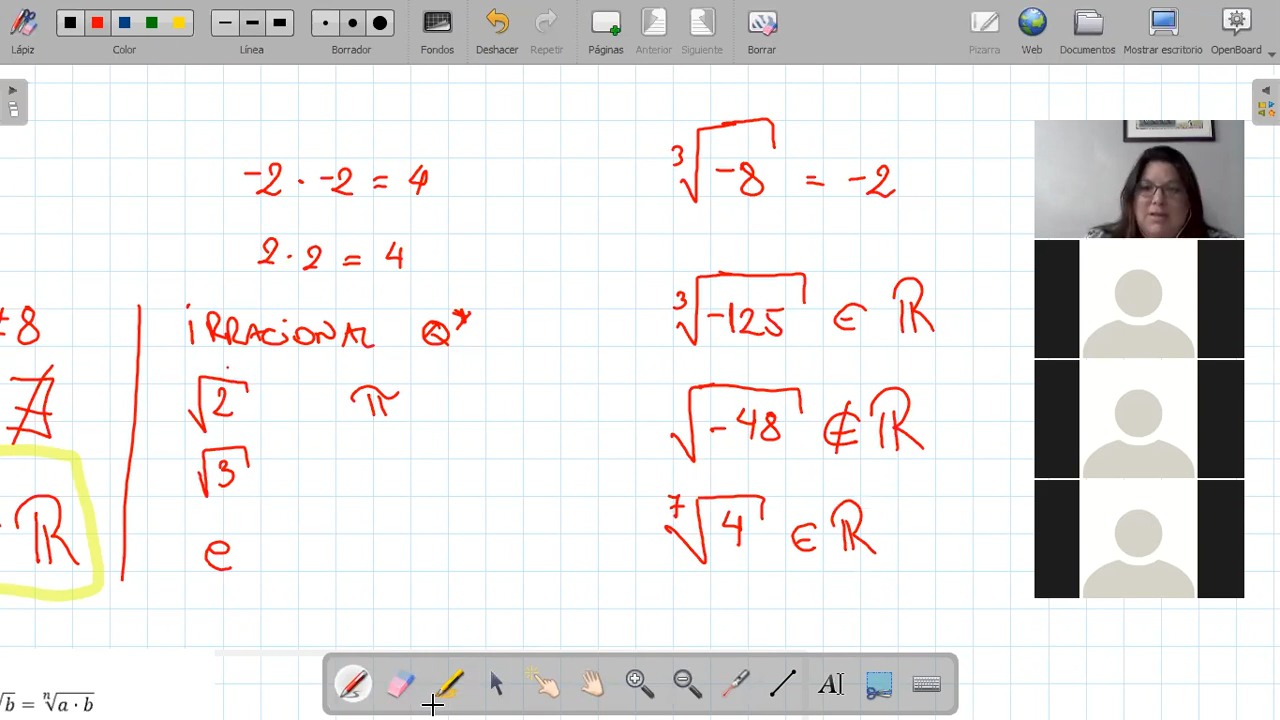 Lápiz
Color
Línea
Borrador
Fondos
Deshacer
Repetir
Páginas
Anterior
Siguiente
Borrar
Pizarra
Web
Documentos
Mostrar escritorio
OpenBoard
-2 · -2 = 4
2 · 2 = 4
8
ℤ
ℝ
iRRACiONAL Q*
√2 π
√3
e
∛-8 = -2
∛-125 ∈ ℝ
√-48 ∉ ℝ
⁷√4 ∈ ℝ
√b = ⁿ√a · b